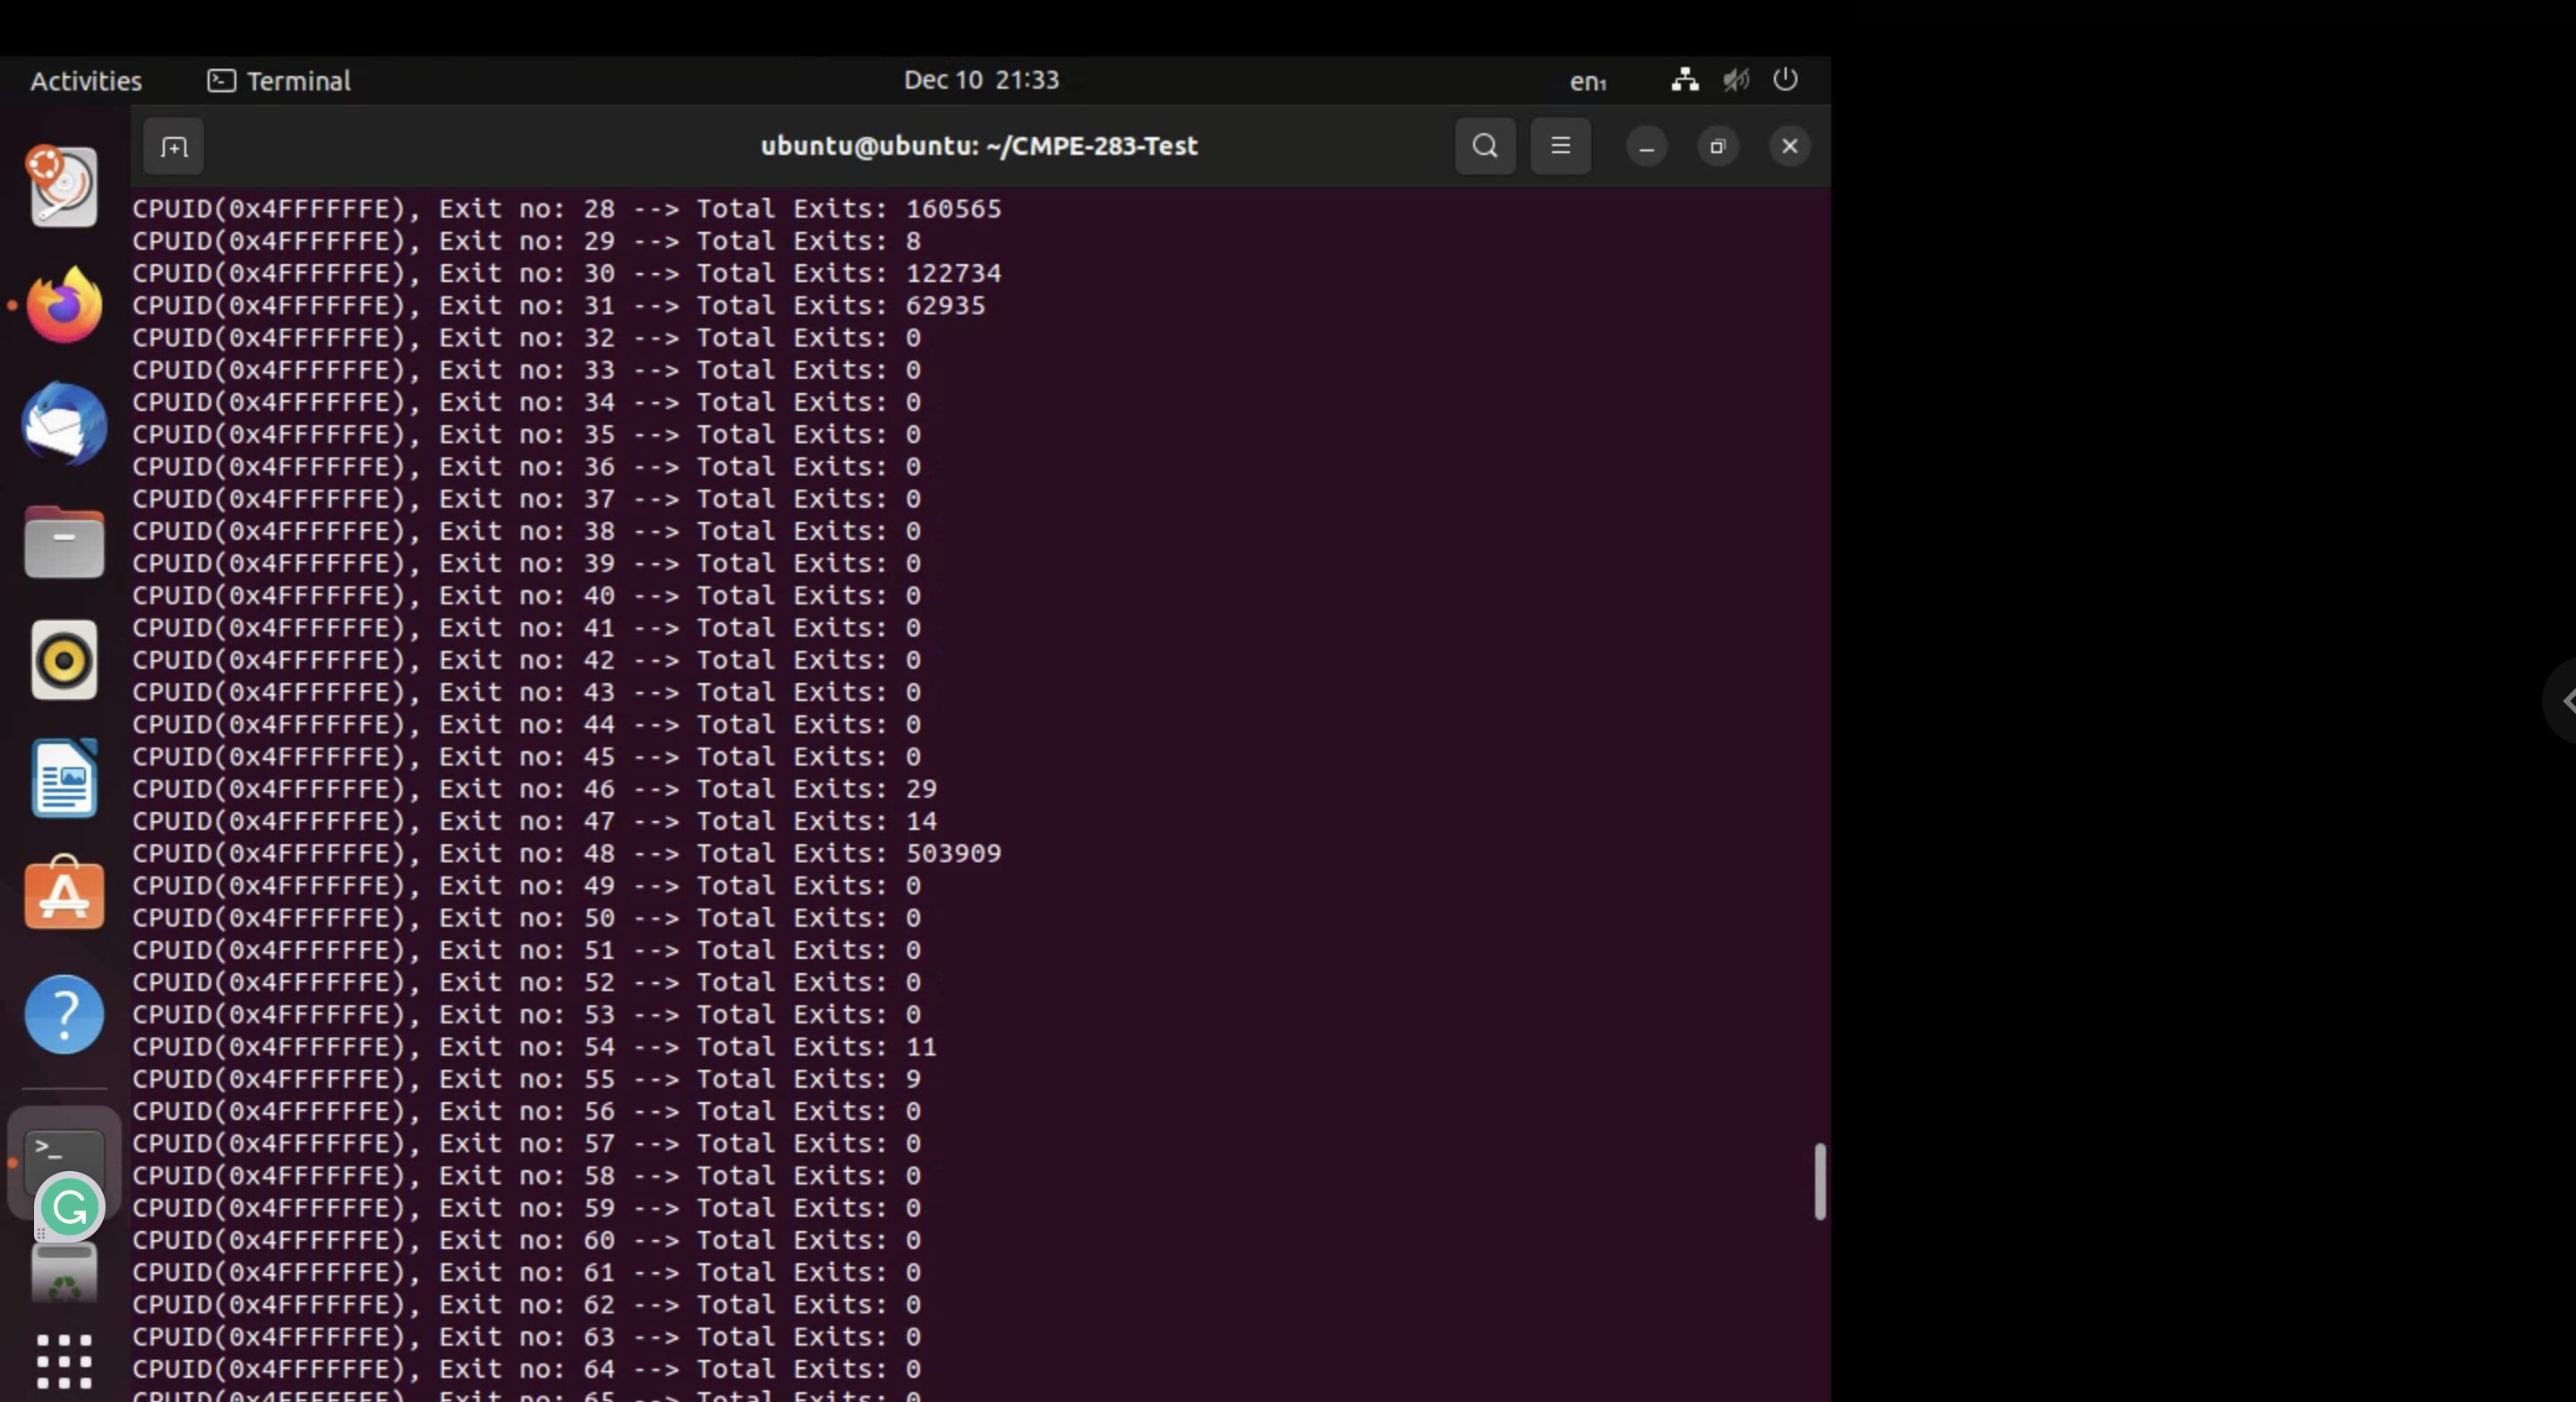 Activities Terminal Dec 10 21:33 en₁
ubuntu@ubuntu: ~/CMPE-283-Test
CPUID(0x4FFFFFFE), Exit no: 28 --> Total Exits: 160565
CPUID(0x4FFFFFFE), Exit no: 29 --> Total Exits: 8
CPUID(0x4FFFFFFE), Exit no: 30 --> Total Exits: 122734
CPUID(0x4FFFFFFE), Exit no: 31 --> Total Exits: 62935
CPUID(0x4FFFFFFE), Exit no: 32 --> Total Exits: 0
CPUID(0x4FFFFFFE), Exit no: 33 --> Total Exits: 0
CPUID(0x4FFFFFFE), Exit no: 34 --> Total Exits: 0
CPUID(0x4FFFFFFE), Exit no: 35 --> Total Exits: 0
CPUID(0x4FFFFFFE), Exit no: 36 --> Total Exits: 0
CPUID(0x4FFFFFFE), Exit no: 37 --> Total Exits: 0
CPUID(0x4FFFFFFE), Exit no: 38 --> Total Exits: 0
CPUID(0x4FFFFFFE), Exit no: 39 --> Total Exits: 0
CPUID(0x4FFFFFFE), Exit no: 40 --> Total Exits: 0
CPUID(0x4FFFFFFE), Exit no: 41 --> Total Exits: 0
CPUID(0x4FFFFFFE), Exit no: 42 --> Total Exits: 0
CPUID(0x4FFFFFFE), Exit no: 43 --> Total Exits: 0
CPUID(0x4FFFFFFE), Exit no: 44 --> Total Exits: 0
CPUID(0x4FFFFFFE), Exit no: 45 --> Total Exits: 0
CPUID(0x4FFFFFFE), Exit no: 46 --> Total Exits: 29
CPUID(0x4FFFFFFE), Exit no: 47 --> Total Exits: 14
CPUID(0x4FFFFFFE), Exit no: 48 --> Total Exits: 503909
CPUID(0x4FFFFFFE), Exit no: 49 --> Total Exits: 0
CPUID(0x4FFFFFFE), Exit no: 50 --> Total Exits: 0
CPUID(0x4FFFFFFE), Exit no: 51 --> Total Exits: 0
CPUID(0x4FFFFFFE), Exit no: 52 --> Total Exits: 0
CPUID(0x4FFFFFFE), Exit no: 53 --> Total Exits: 0
CPUID(0x4FFFFFFE), Exit no: 54 --> Total Exits: 11
CPUID(0x4FFFFFFE), Exit no: 55 --> Total Exits: 9
CPUID(0x4FFFFFFE), Exit no: 56 --> Total Exits: 0
CPUID(0x4FFFFFFE), Exit no: 57 --> Total Exits: 0
CPUID(0x4FFFFFFE), Exit no: 58 --> Total Exits: 0
CPUID(0x4FFFFFFE), Exit no: 59 --> Total Exits: 0
CPUID(0x4FFFFFFE), Exit no: 60 --> Total Exits: 0
CPUID(0x4FFFFFFE), Exit no: 61 --> Total Exits: 0
CPUID(0x4FFFFFFE), Exit no: 62 --> Total Exits: 0
CPUID(0x4FFFFFFE), Exit no: 63 --> Total Exits: 0
CPUID(0x4FFFFFFE), Exit no: 64 --> Total Exits: 0
CPUID(0x4FFFFFFE), Exit no: 65 --> Total Exits: 0